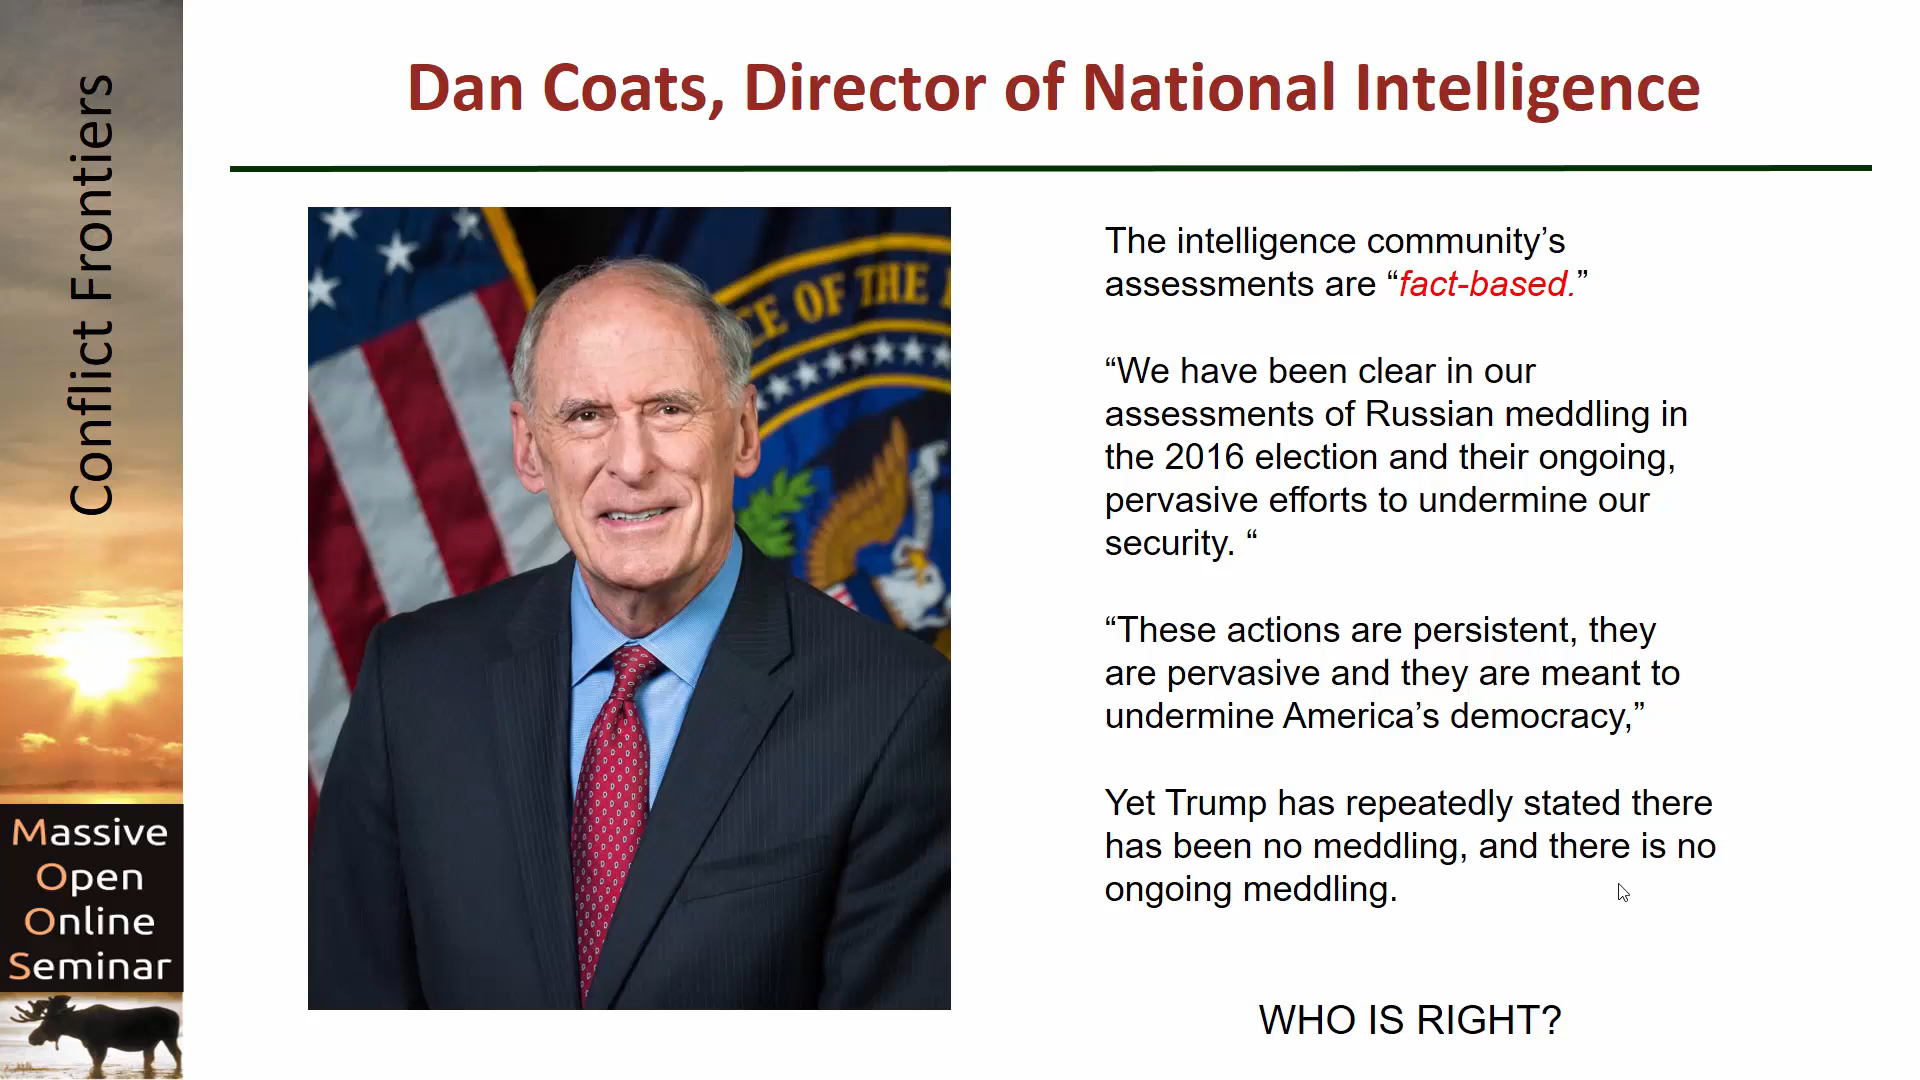 Conflict Frontiers
Massive
Open
Online
Seminar
Dan Coats, Director of National Intelligence
CE OF THE
The intelligence community’s
assessments are “fact-based.”
“We have been clear in our
assessments of Russian meddling in
the 2016 election and their ongoing,
pervasive efforts to undermine our
security. “
“These actions are persistent, they
are pervasive and they are meant to
undermine America’s democracy,”
Yet Trump has repeatedly stated there
has been no meddling, and there is no
ongoing meddling.
WHO IS RIGHT?